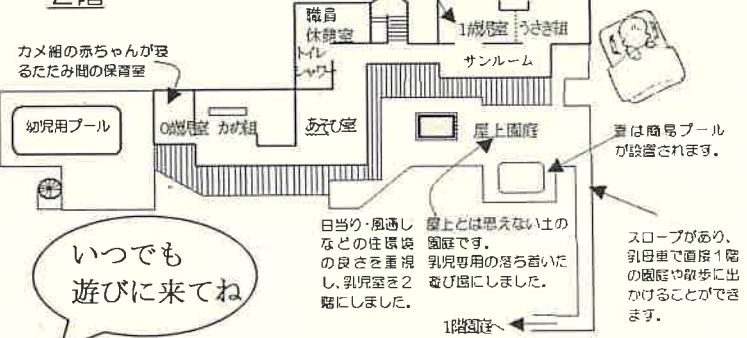 2階
職員
休憩室
トイレ
シャワー
1歳児室 うさぎ組
サンルーム
カメ組の赤ちゃんが寝
るたたみ間の保育室
幼児用プール
0歳児室 かめ組
あそび室
屋上園庭
夏は簡易プール
が設置されます。
日当り・風通し
などの住環境
の良さを重視
し、乳児室を2
階にしました。
屋上とは思えない土の
園庭です。
乳児専用の落ち着いた
遊び場にしました。
スロープがあり、
乳母車で直接1階
の園庭や散歩に出
かけることができ
ます。
いつでも
遊びに来てね
1階園庭へ